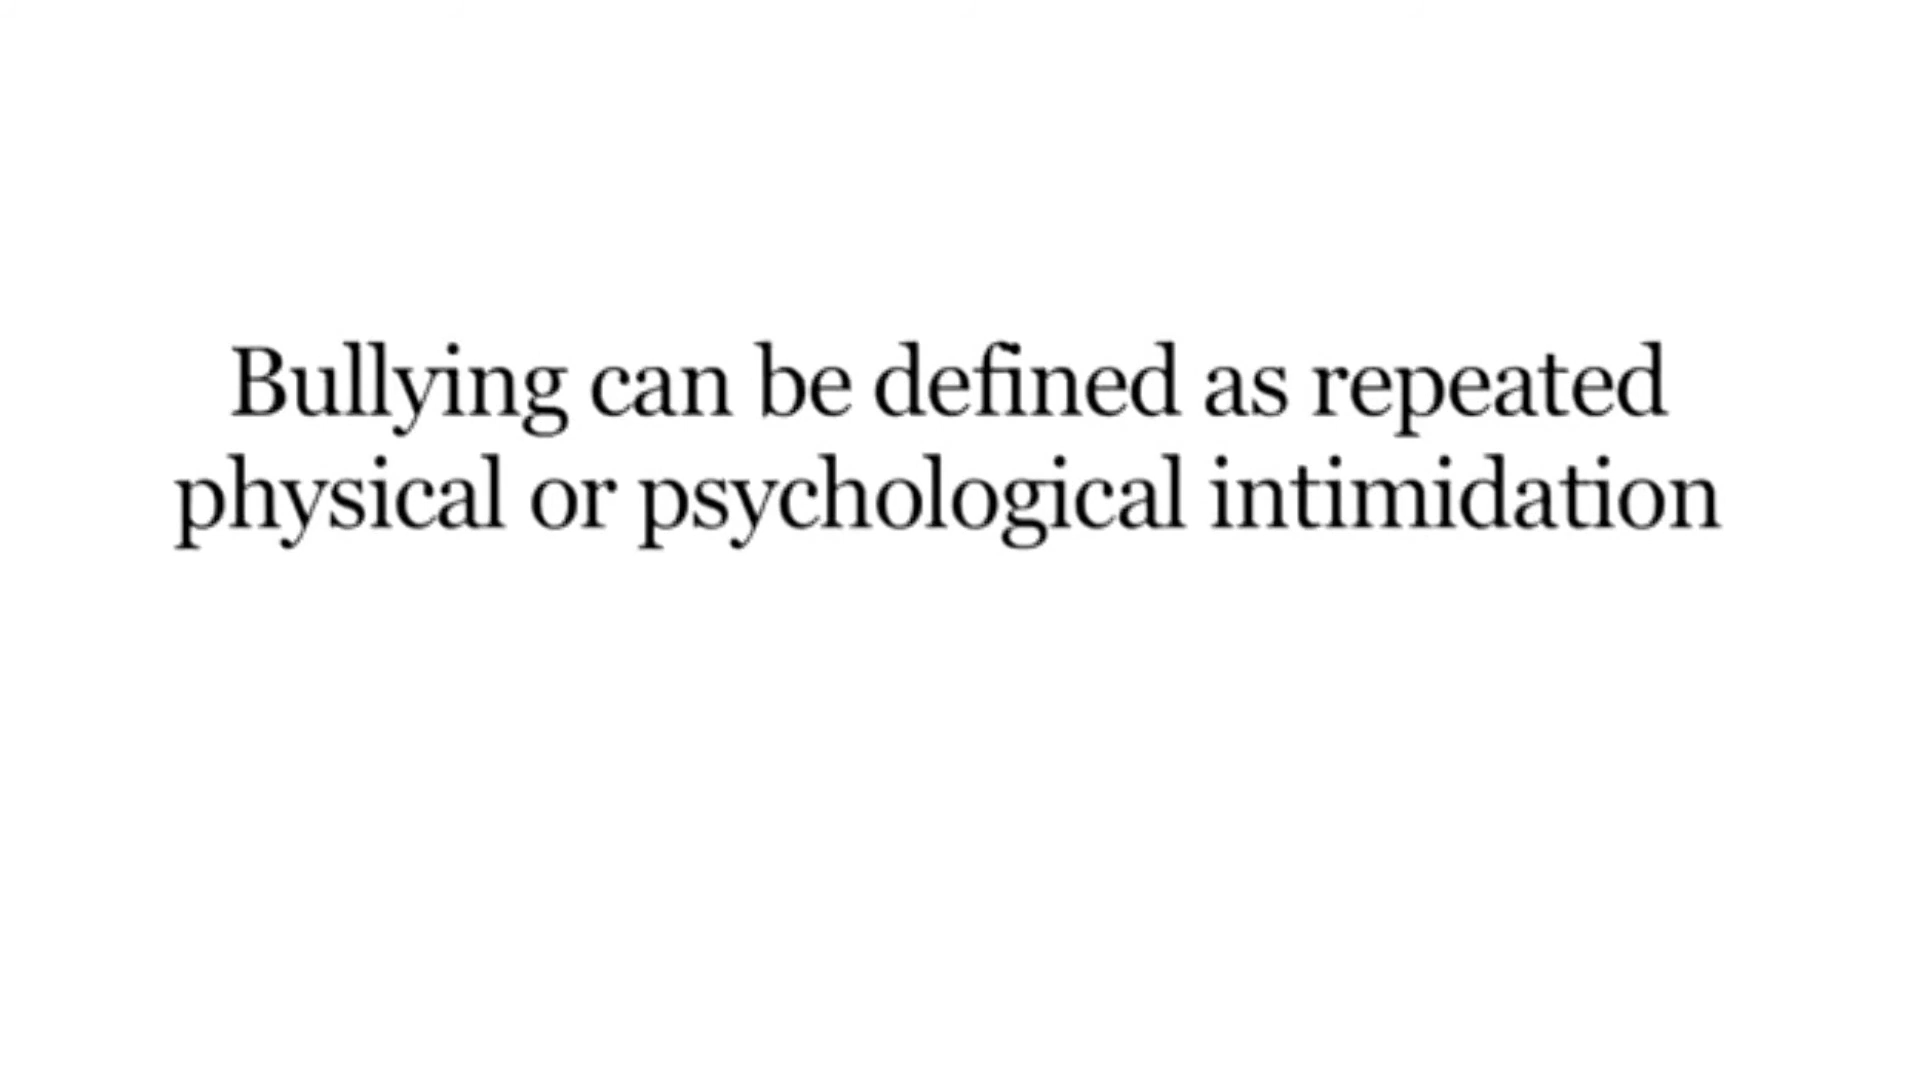 Bullying can be defined as repeated
physical or psychological intimidation